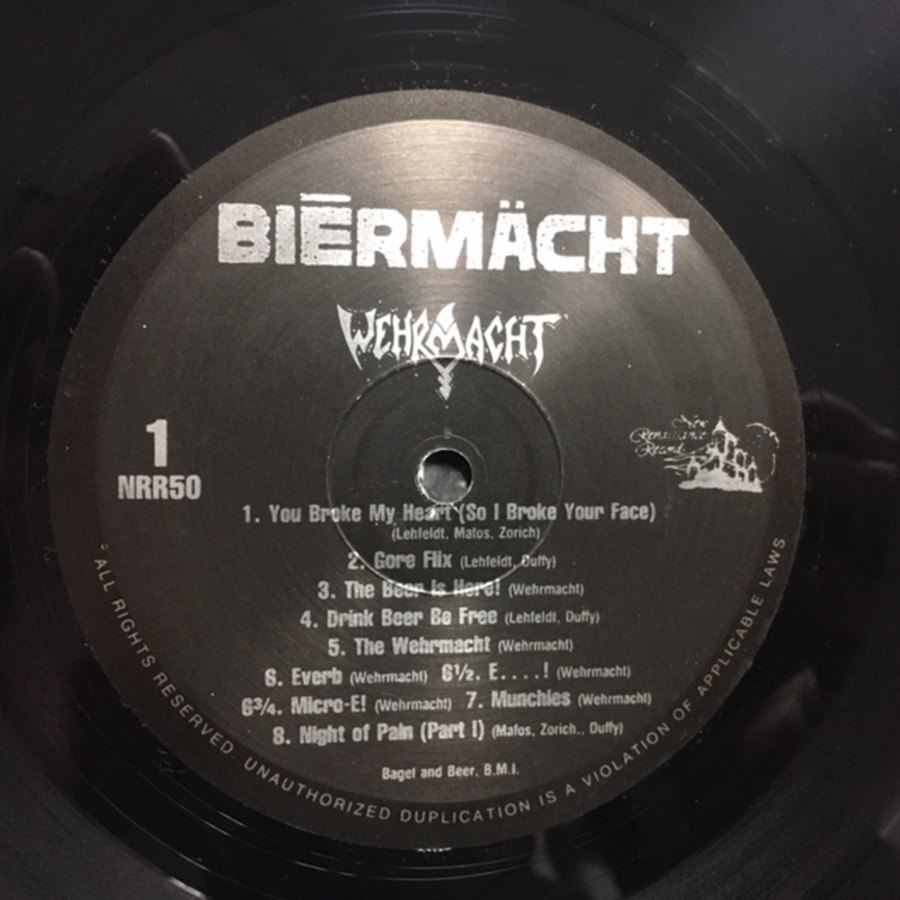 BIĒRMÄCHT
WEHRMACHT
1
NRR50
New
Renaissance
Records
1. You Broke My Heart (So I Broke Your Face)
(Lehfeldt, Matos, Zorich)
2. Gore Flix (Lehfeldt, Duffy)
3. The Beer Is Here! (Wehrmacht)
4. Drink Beer Be Free (Lehfeldt, Duffy)
5. The Wehrmacht (Wehrmacht)
6. Everb (Wehrmacht) 6½. E....! (Wehrmacht)
6¾. Micro-E! (Wehrmacht) 7. Munchies (Wehrmacht)
8. Night of Pain (Part I) (Matos, Zorich,. Duffy)
Bagel and Beer, B.M.I.
ALL RIGHTS RESERVED. UNAUTHORIZED DUPLICATION IS A VIOLATION OF APPLICABLE LAWS